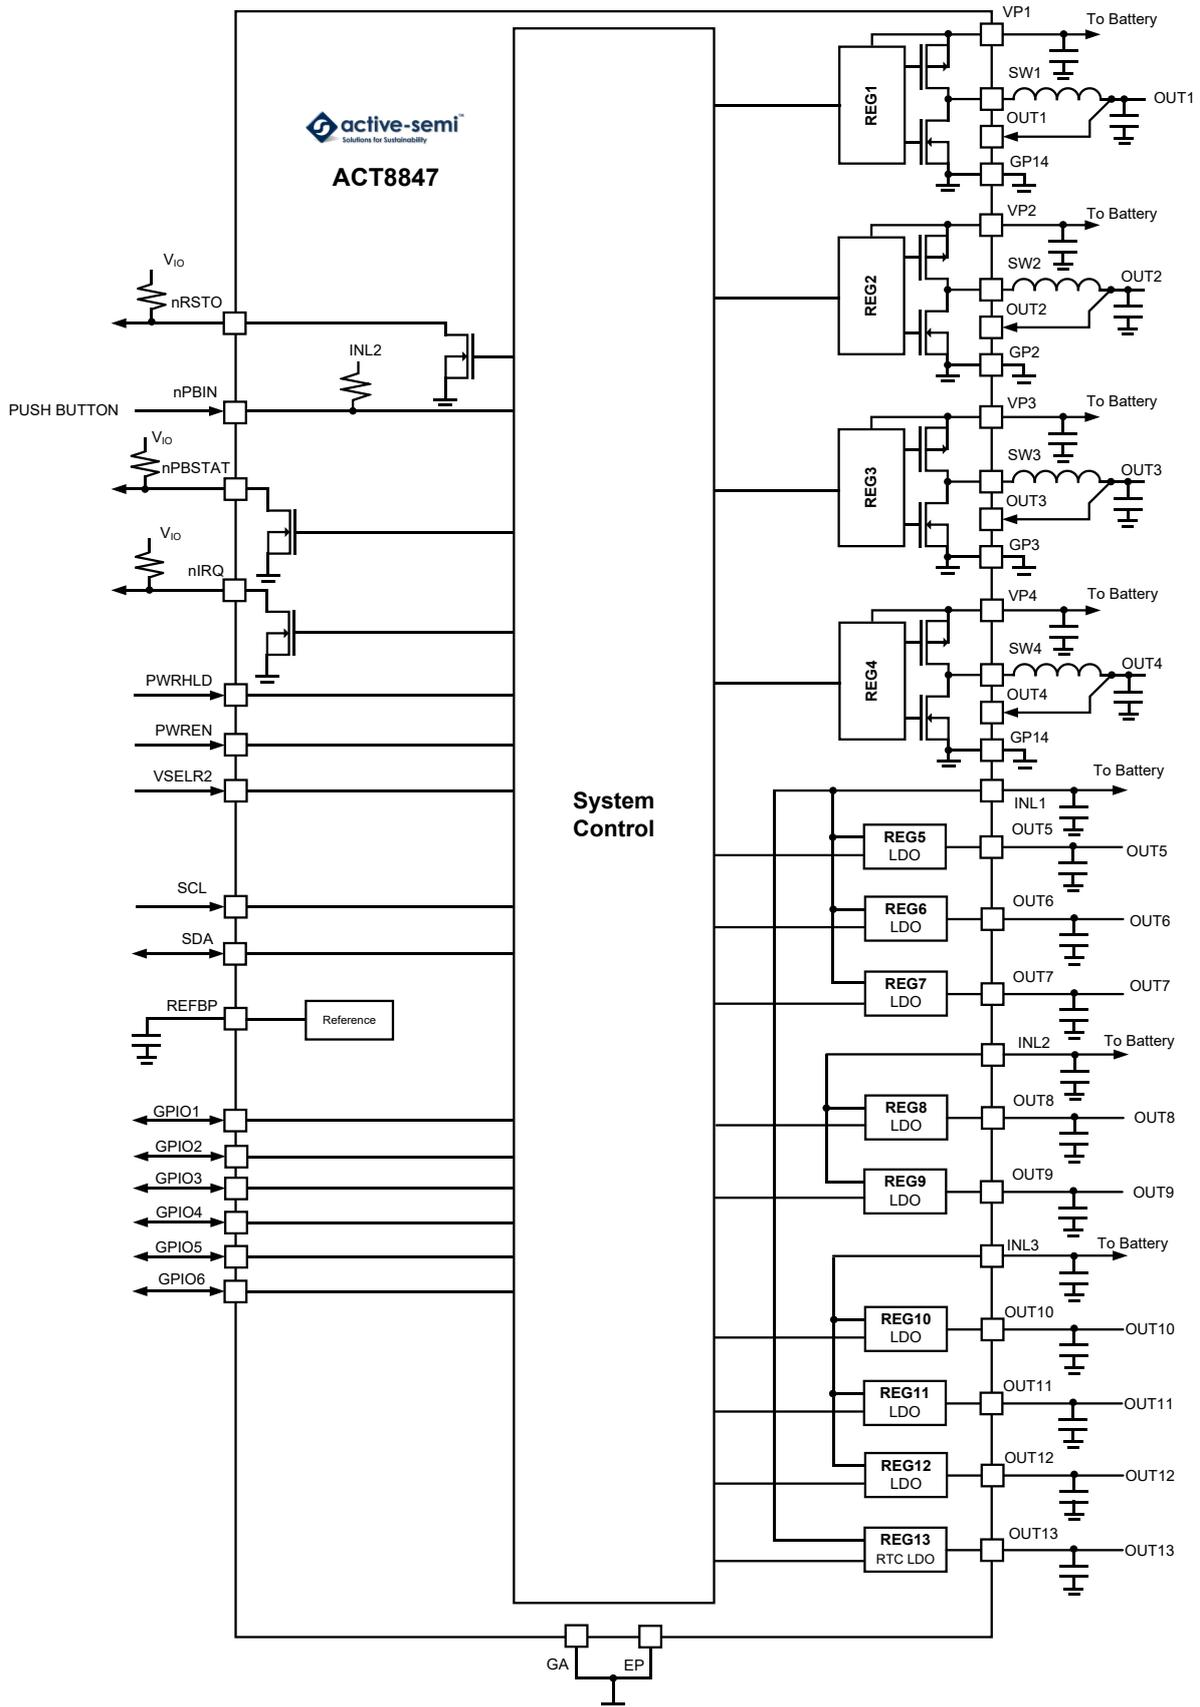 active-semi™
Solutions for Sustainability
ACT8847
VIO
nRSTO
INL2
nPBIN
PUSH BUTTON
VIO
nPBSTAT
VIO
nIRQ
PWRHLD
PWREN
VSELR2
SCL
SDA
REFBP
Reference
GPIO1
GPIO2
GPIO3
GPIO4
GPIO5
GPIO6
System
Control
GA
EP
REG1
VP1
To Battery
SW1
OUT1
OUT1
GP14
REG2
VP2
To Battery
SW2
OUT2
OUT2
GP2
REG3
VP3
To Battery
SW3
OUT3
OUT3
GP3
REG4
VP4
To Battery
SW4
OUT4
OUT4
GP14
To Battery
INL1
REG5
LDO
OUT5
OUT5
REG6
LDO
OUT6
OUT6
REG7
LDO
OUT7
OUT7
INL2
To Battery
REG8
LDO
OUT8
OUT8
REG9
LDO
OUT9
OUT9
INL3
To Battery
REG10
LDO
OUT10
OUT10
REG11
LDO
OUT11
OUT11
REG12
LDO
OUT12
OUT12
REG13
RTC LDO
OUT13
OUT13